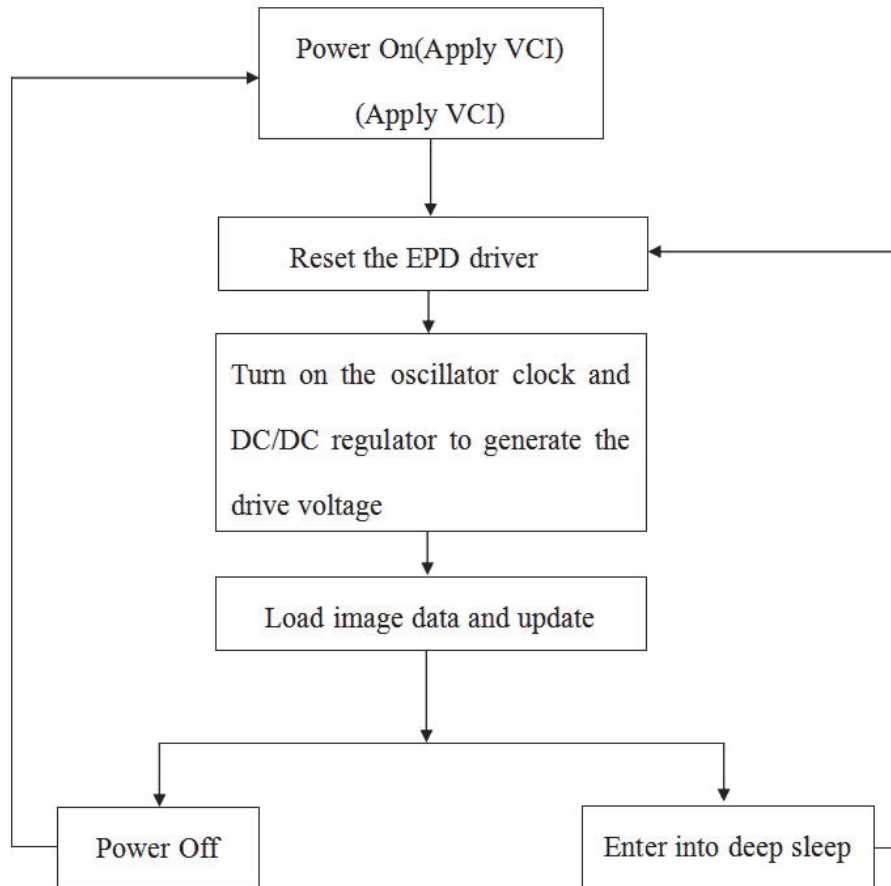 Power On(Apply VCI)
(Apply VCI)
Reset the EPD driver
Turn on the oscillator clock and
DC/DC regulator to generate the
drive voltage
Load image data and update
Power Off
Enter into deep sleep